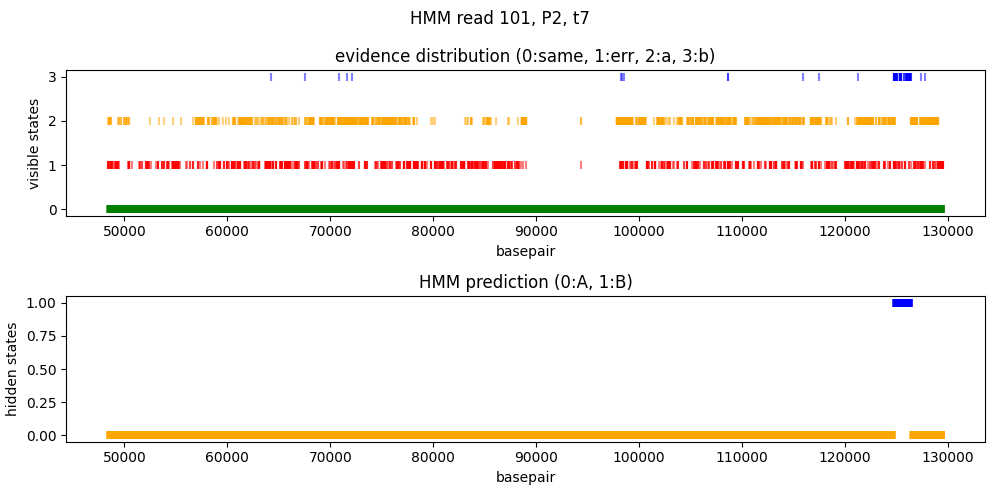 HMM read 101, P2, t7
evidence distribution (0:same, 1:err, 2:a, 3:b)
visible states
3
2
1
0
50000 60000 70000 80000 90000 100000 110000 120000 130000
basepair
HMM prediction (0:A, 1:B)
hidden states
1.00
0.75
0.50
0.25
0.00
50000 60000 70000 80000 90000 100000 110000 120000 130000
basepair